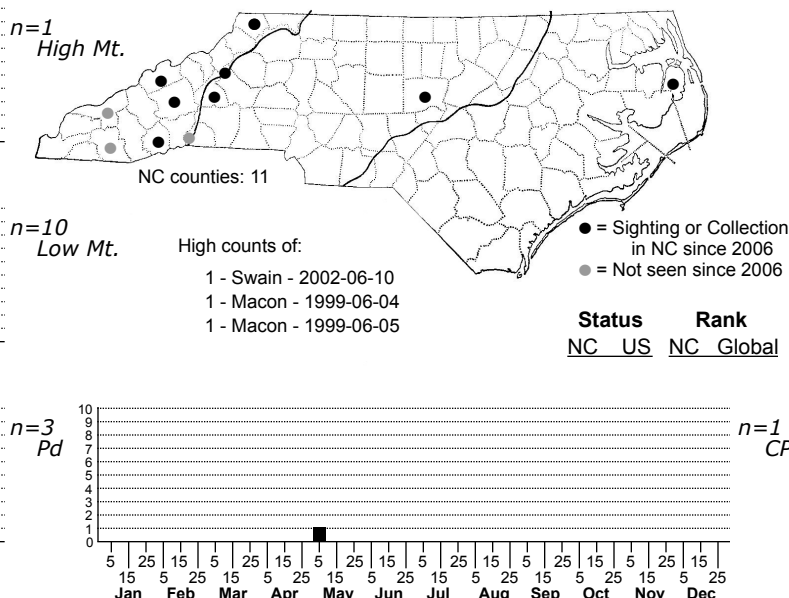 n=1
High Mt.
NC counties: 11
n=10
Low Mt.
High counts of:
1 - Swain - 2002-06-10
1 - Macon - 1999-06-04
1 - Macon - 1999-06-05
● = Sighting or Collection
in NC since 2006
● = Not seen since 2006
Status Rank
NC US NC Global
n=3
Pd
n=1
CP
10
9
8
7
6
5
4
3
2
1
0
5 25 15 5 25 15 5 25 15 5 25 15 5 25 15 5 25 15
15 5 25 15 5 25 15 5 25 15 5 25 15 5 25 15 5 25
Jan Feb Mar Apr May Jun Jul Aug Sep Oct Nov Dec